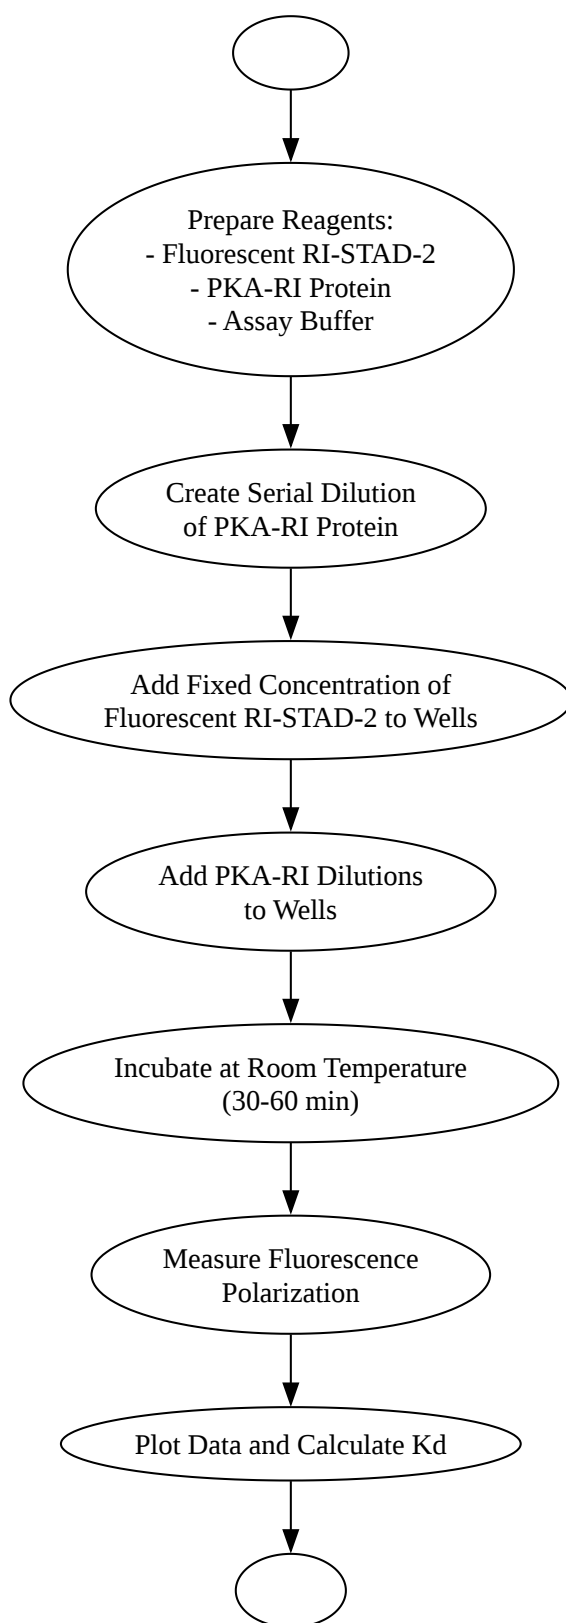 Prepare Reagents:
- Fluorescent RI-STAD-2
- PKA-RI Protein
- Assay Buffer
Create Serial Dilution
of PKA-RI Protein
Add Fixed Concentration of
Fluorescent RI-STAD-2 to Wells
Add PKA-RI Dilutions
to Wells
Incubate at Room Temperature
(30-60 min)
Measure Fluorescence
Polarization
Plot Data and Calculate Kd